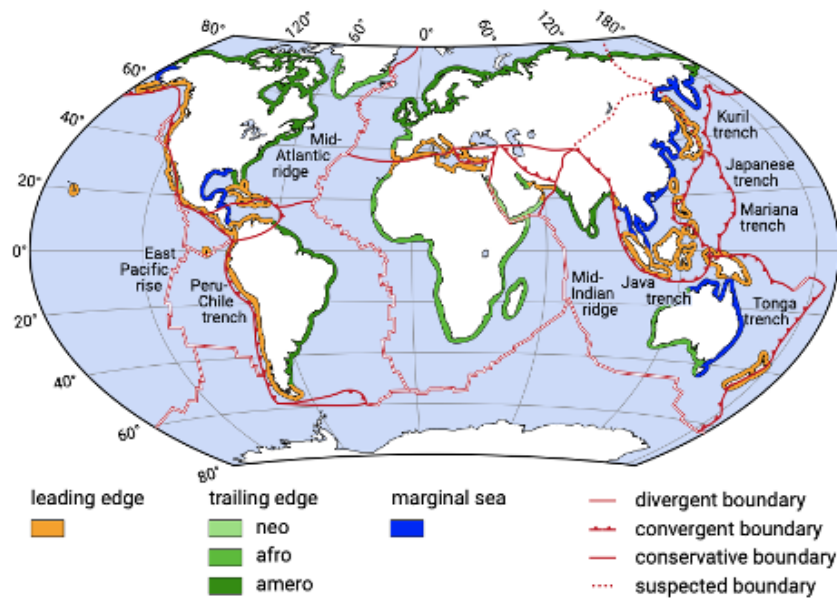 80°
120°
60°
0°
60°
120°
180°
80°
60°
40°
20°
0°
20°
40°
60°
80°
Mid-
Atlantic
ridge
Kuril
trench
Japanese
trench
Mariana
trench
East
Pacific
rise
Peru-
Chile
trench
Mid-
Indian
ridge
Java
trench
Tonga
trench
leading edge
trailing edge
neo
afro
amero
marginal sea
divergent boundary
convergent boundary
conservative boundary
suspected boundary